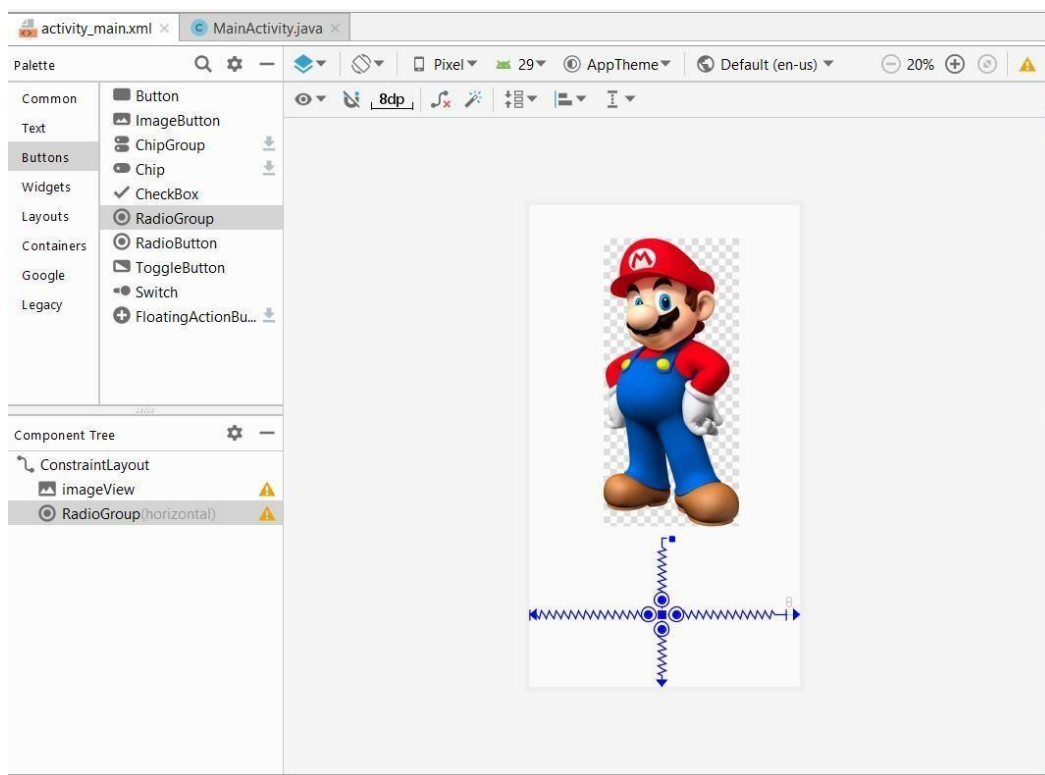 activity_main.xml MainActivity.java
Palette Pixel 29 AppTheme Default (en-us) 20%
8dp
Common
Text
Buttons
Widgets
Layouts
Containers
Google
Legacy
Button
ImageButton
ChipGroup
Chip
CheckBox
RadioGroup
RadioButton
ToggleButton
Switch
FloatingActionBu...
Component Tree
ConstraintLayout
imageView
RadioGroup(horizontal)
M
8